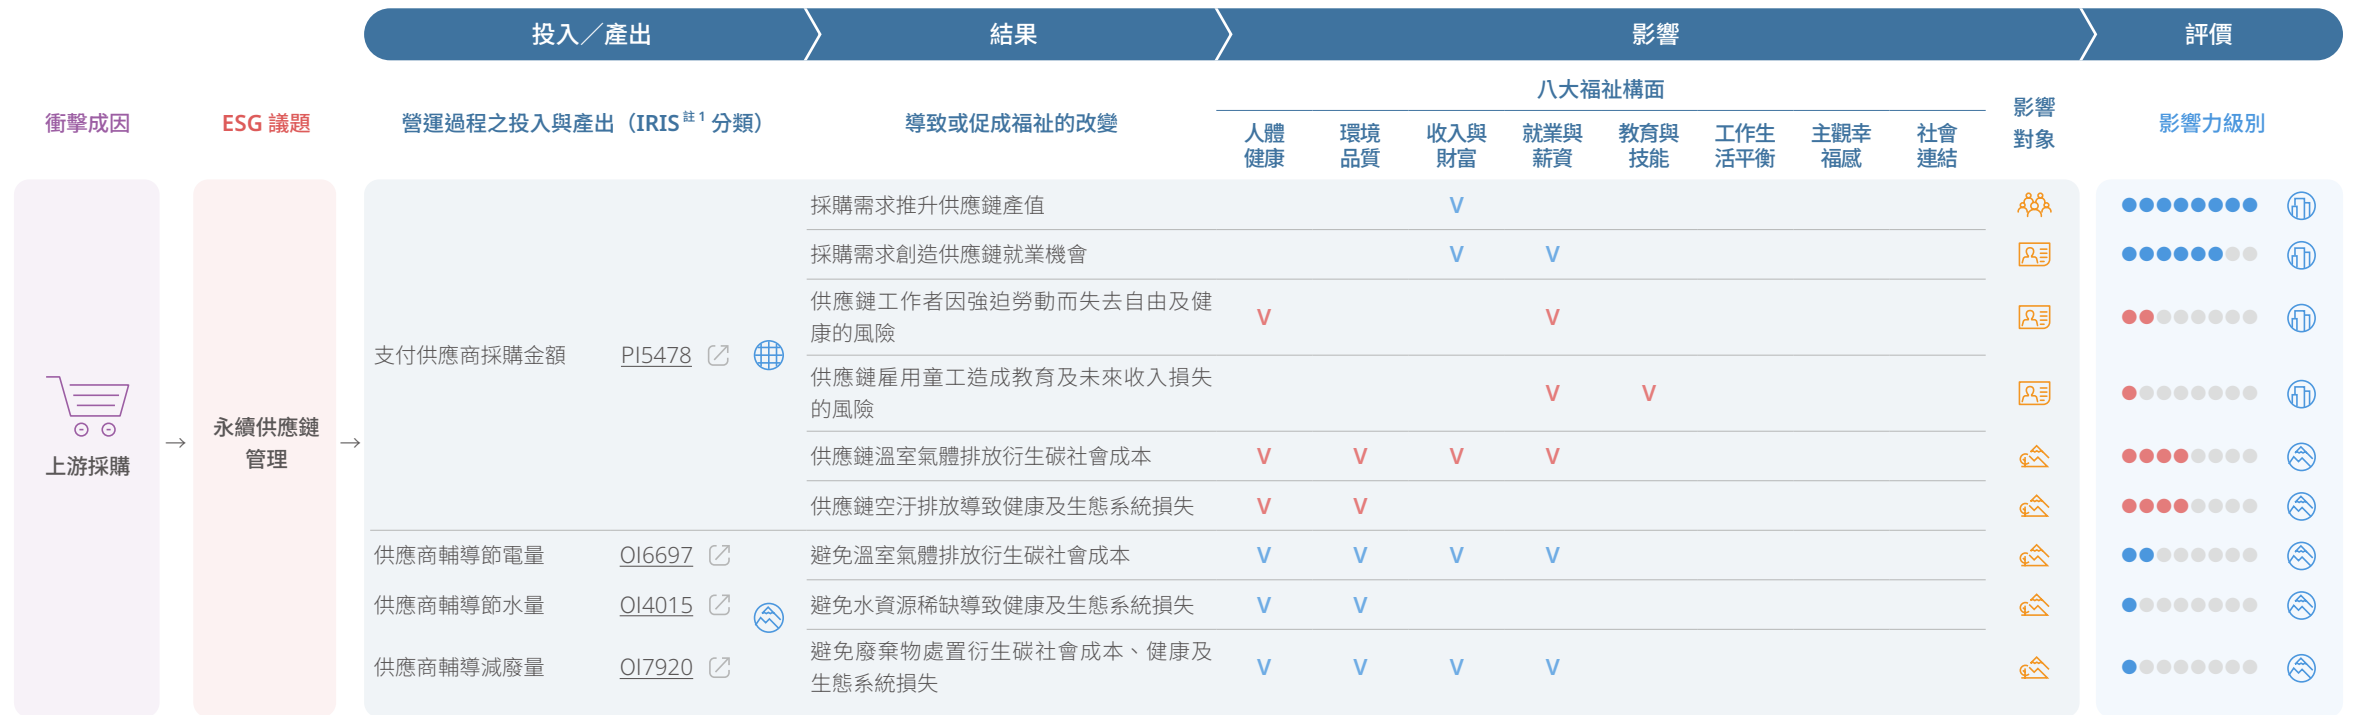 投入／產出
結果
影響
評價
衝擊成因
ESG 議題
營運過程之投入與產出（IRIS註1 分類）
導致或促成福祉的改變
八大福祉構面
人體
健康
環境
品質
收入與
財富
就業與
薪資
教育與
技能
工作生
活平衡
主觀幸
福感
社會
連結
影響
對象
影響力級別
上游採購
→
永續供應鏈
管理
→
支付供應商採購金額 PI5478
採購需求推升供應鏈產值 V
採購需求創造供應鏈就業機會 V V
供應鏈工作者因強迫勞動而失去自由及健
康的風險
V V
供應鏈雇用童工造成教育及未來收入損失
的風險
V V
供應鏈溫室氣體排放衍生碳社會成本 V V V V
供應鏈空汙排放導致健康及生態系統損失 V V
供應商輔導節電量 OI6697 避免溫室氣體排放衍生碳社會成本 V V V V
供應商輔導節水量 OI4015 避免水資源稀缺導致健康及生態系統損失 V V
供應商輔導減廢量 OI7920
避免廢棄物處置衍生碳社會成本、健康及
生態系統損失
V V V V